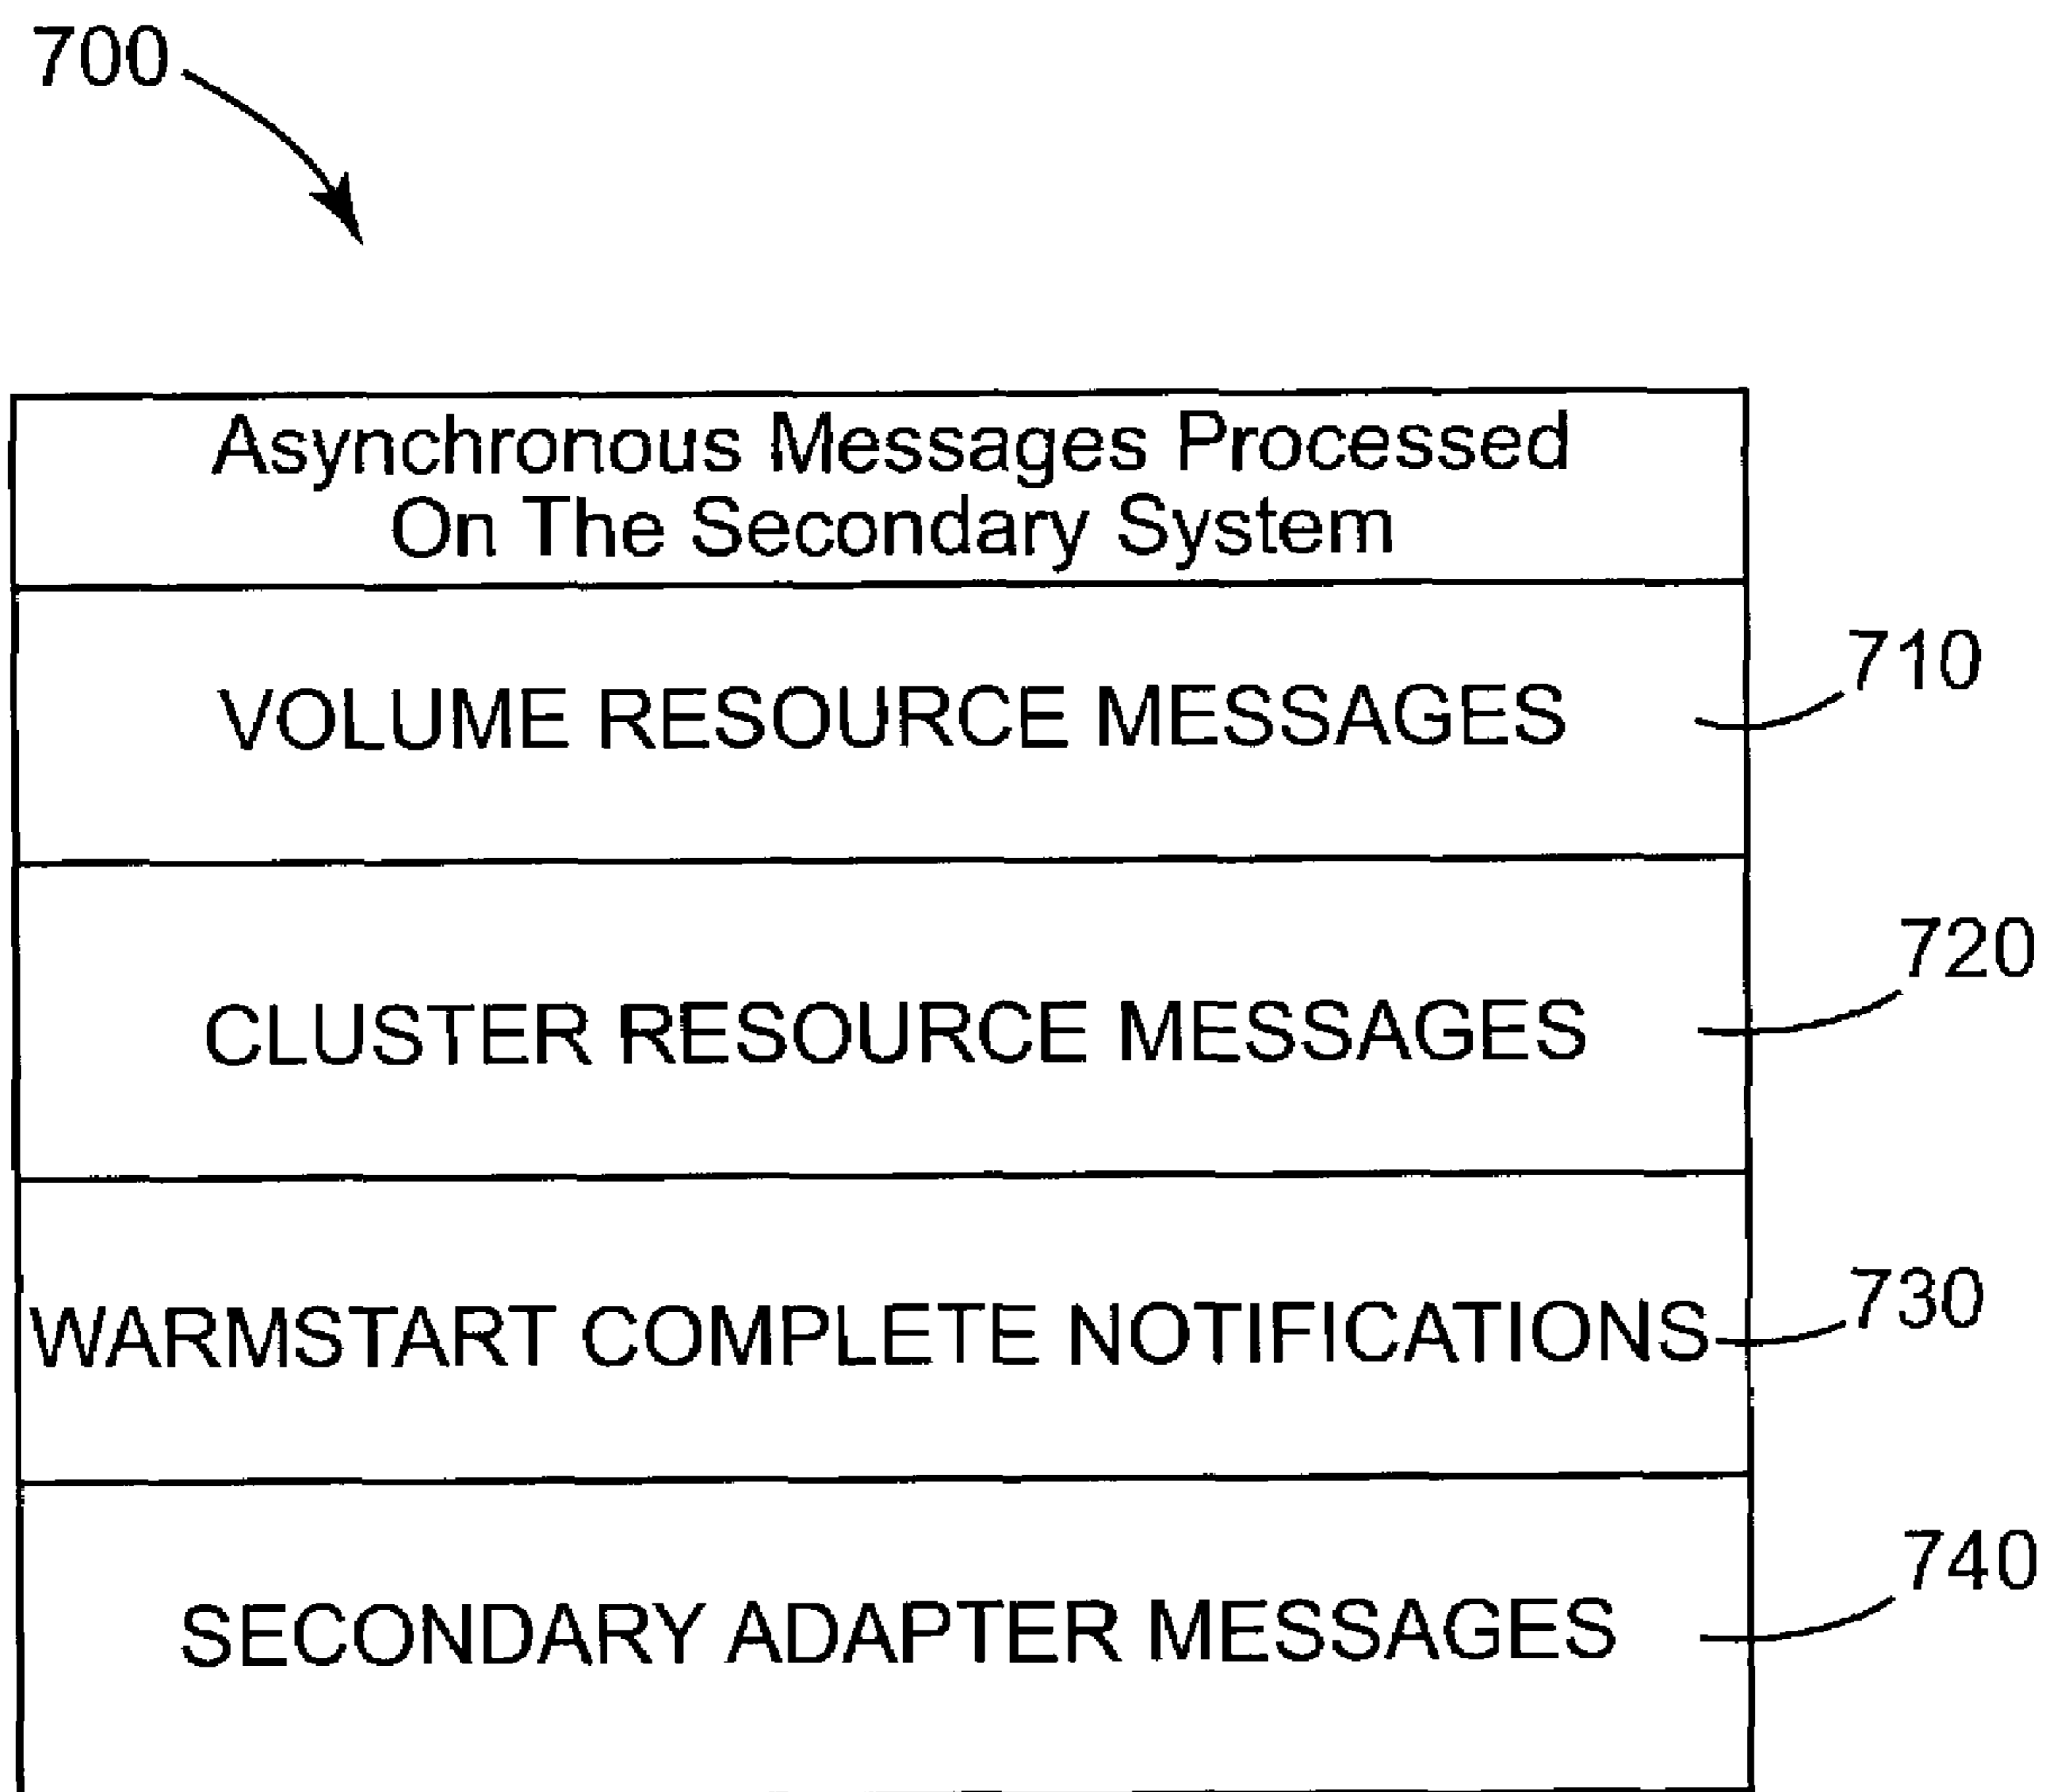 700
Asynchronous Messages Processed
On The Secondary System
VOLUME RESOURCE MESSAGES
710
CLUSTER RESOURCE MESSAGES
720
WARMSTART COMPLETE NOTIFICATIONS
730
SECONDARY ADAPTER MESSAGES
740